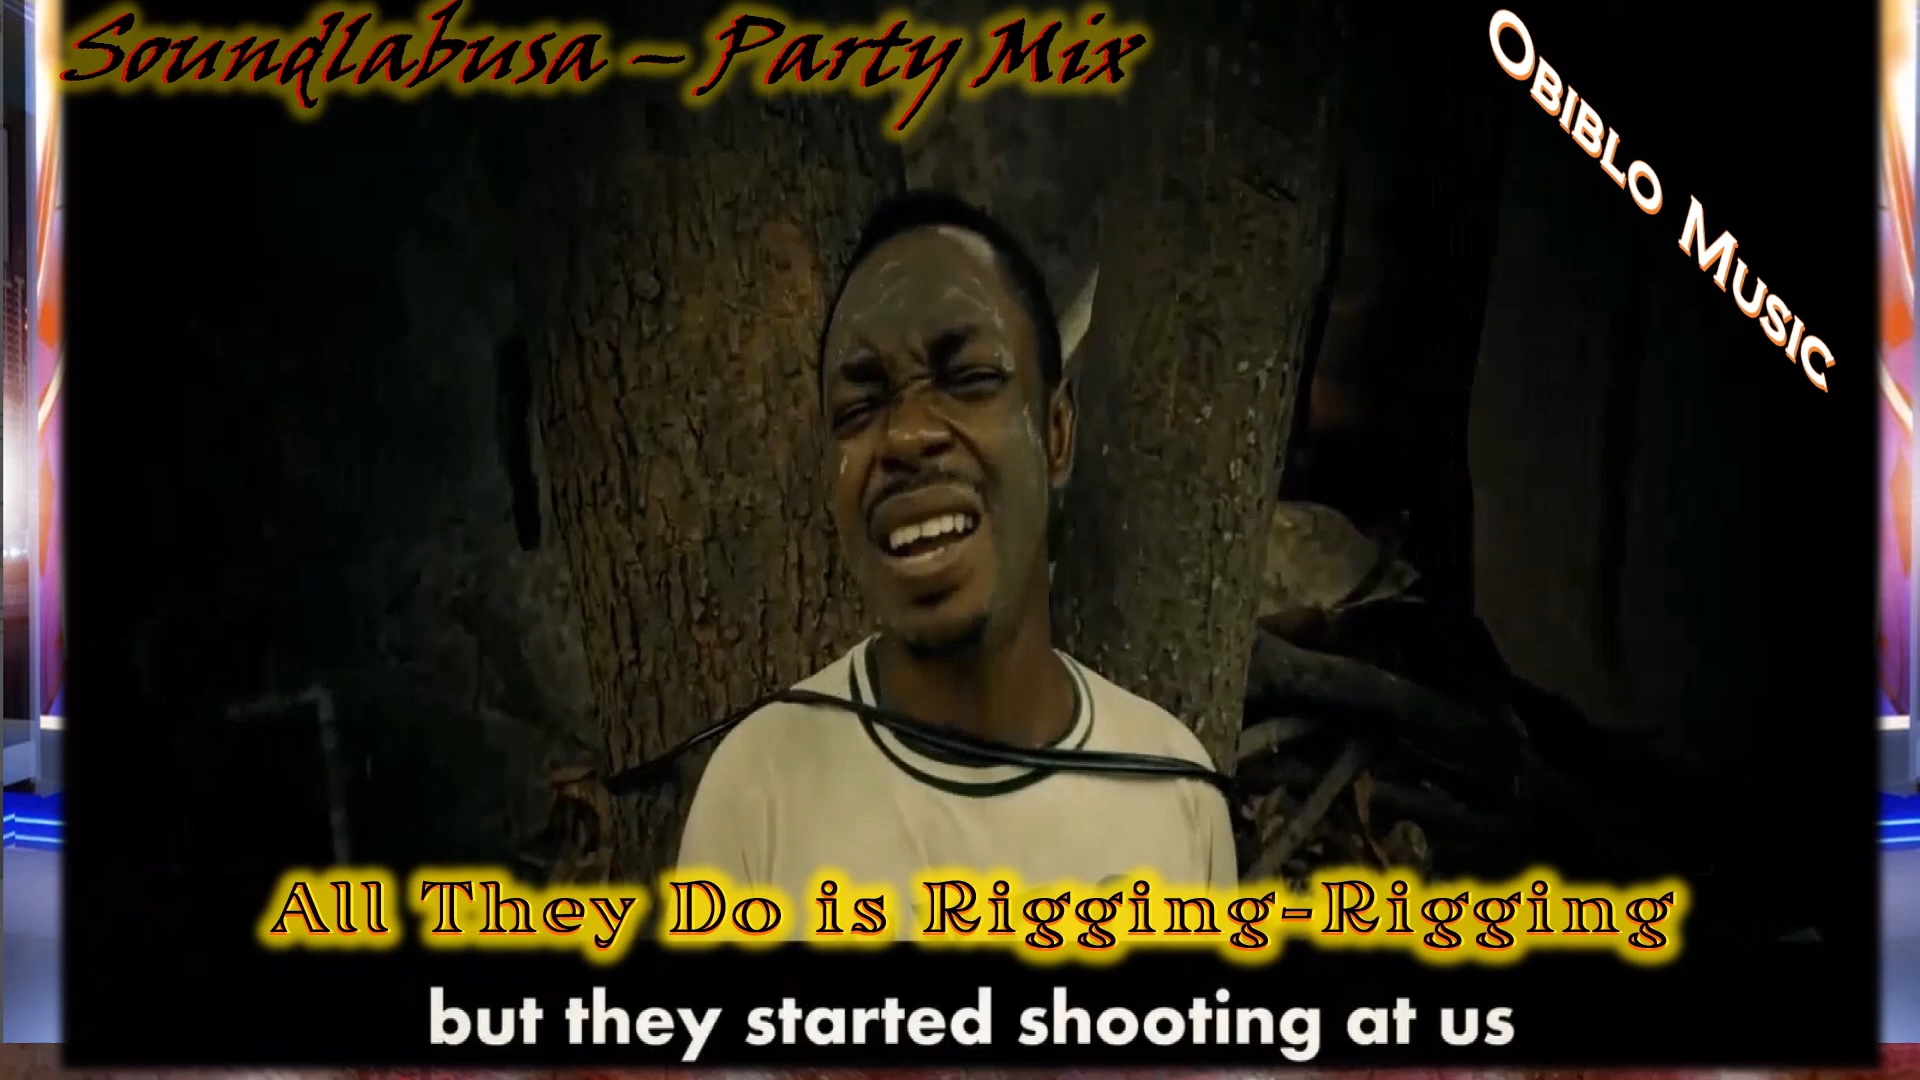 Soundlabusa – Party Mix
Obiblo Music
All They Do is Rigging-Rigging
but they started shooting at us